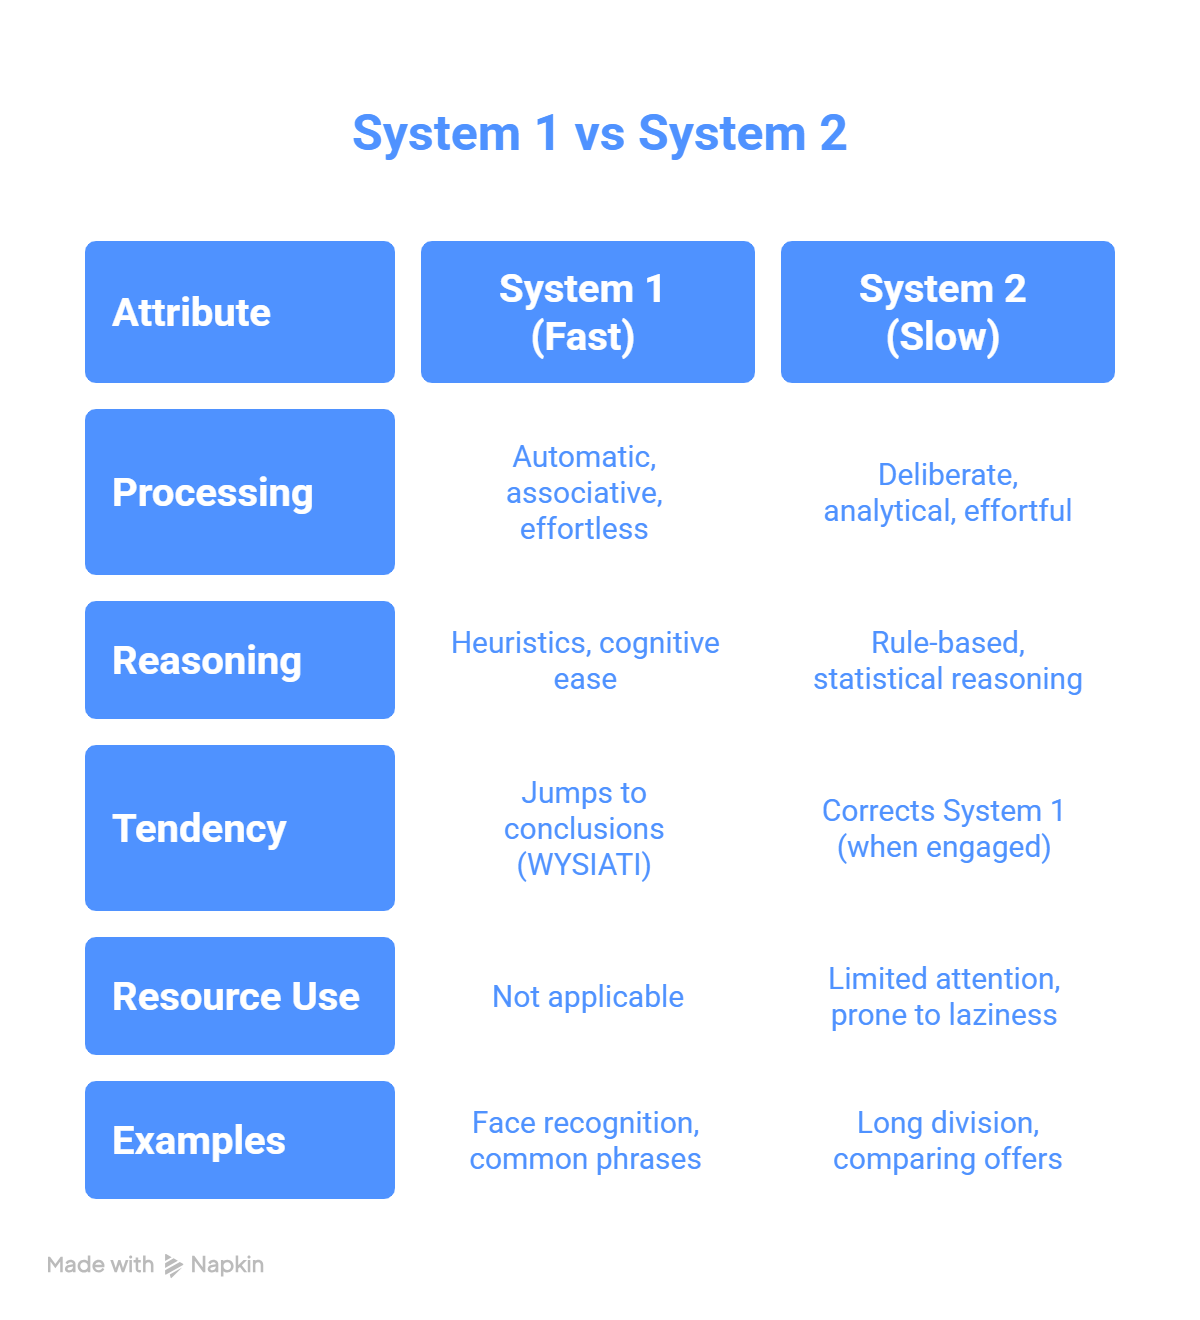 System 1 vs System 2
Attribute
System 1
(Fast)
System 2
(Slow)
Processing
Automatic,
associative,
effortless
Deliberate,
analytical, effortful
Reasoning
Heuristics, cognitive
ease
Rule-based,
statistical reasoning
Tendency
Jumps to
conclusions
(WYSIATI)
Corrects System 1
(when engaged)
Resource Use
Not applicable
Limited attention,
prone to laziness
Examples
Face recognition,
common phrases
Long division,
comparing offers
Made with Napkin